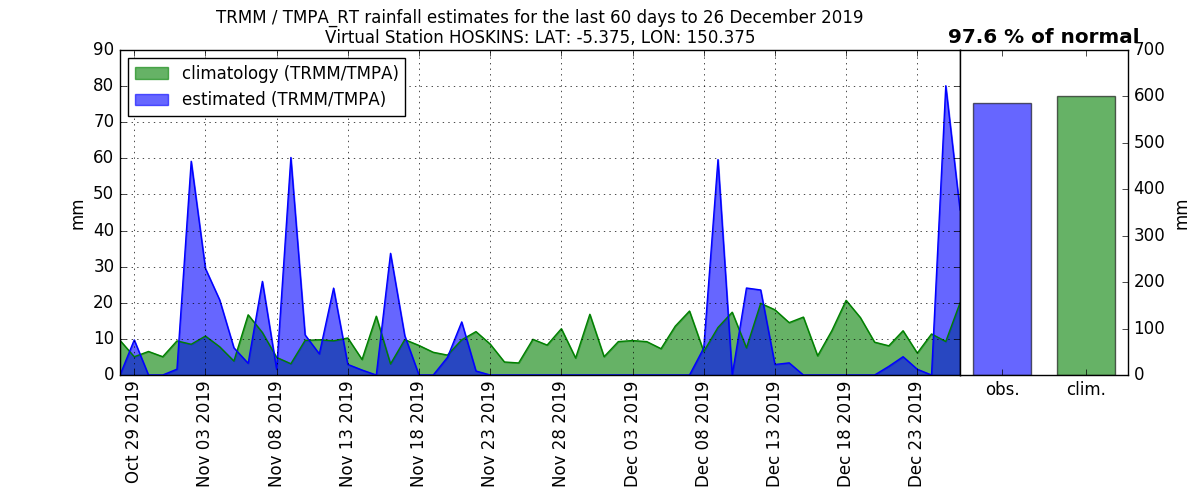 TRMM / TMPA_RT rainfall estimates for the last 60 days to 26 December 2019
Virtual Station HOSKINS: LAT: -5.375, LON: 150.375
97.6 % of normal
climatology (TRMM/TMPA)
estimated (TRMM/TMPA)
90
80
70
60
50
40
30
20
10
0
mm
Oct 29 2019
Nov 03 2019
Nov 08 2019
Nov 13 2019
Nov 18 2019
Nov 23 2019
Nov 28 2019
Dec 03 2019
Dec 08 2019
Dec 13 2019
Dec 18 2019
Dec 23 2019
obs.
clim.
700
600
500
400
300
200
100
0
mm